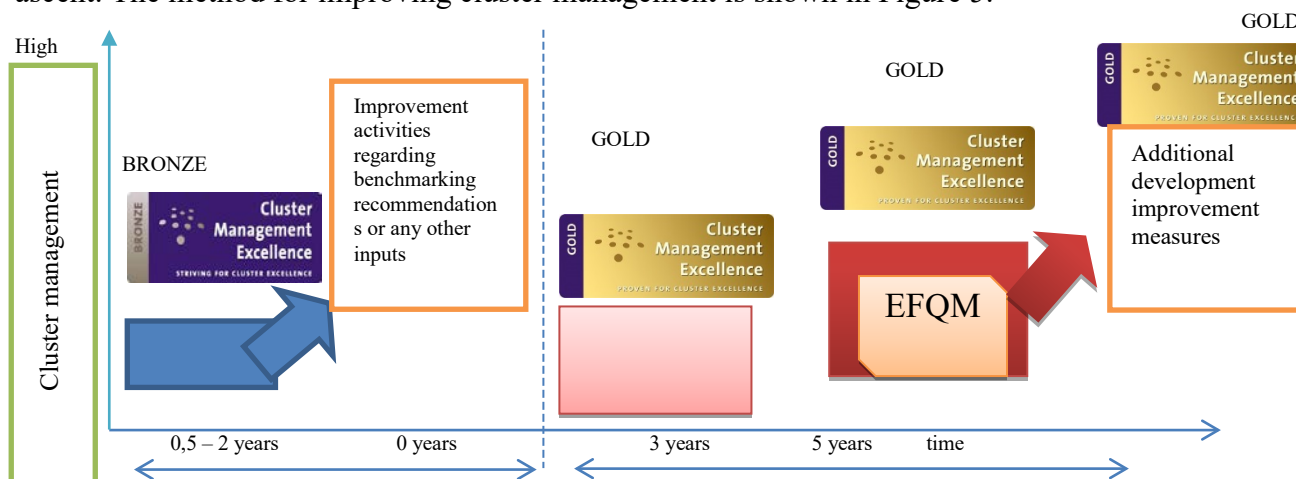 ascent. The method for improving cluster management is shown in Figure 3.
High
Cluster management
BRONZE
BRONZE
Cluster
Management
Excellence
STRIVING FOR CLUSTER EXCELLENCE
Improvement
activities
regarding
benchmarking
recommendation
s or any other
inputs
GOLD
GOLD
Cluster
Management
Excellence
PROVEN FOR CLUSTER EXCELLENCE
GOLD
GOLD
Cluster
Management
Excellence
PROVEN FOR CLUSTER EXCELLENCE
EFQM
GOLD
GOLD
Cluster
Management
Excellence
PROVEN FOR CLUSTER EXCELLENCE
Additional
development
improvement
measures
0,5 – 2 years
0 years
3 years
5 years
time